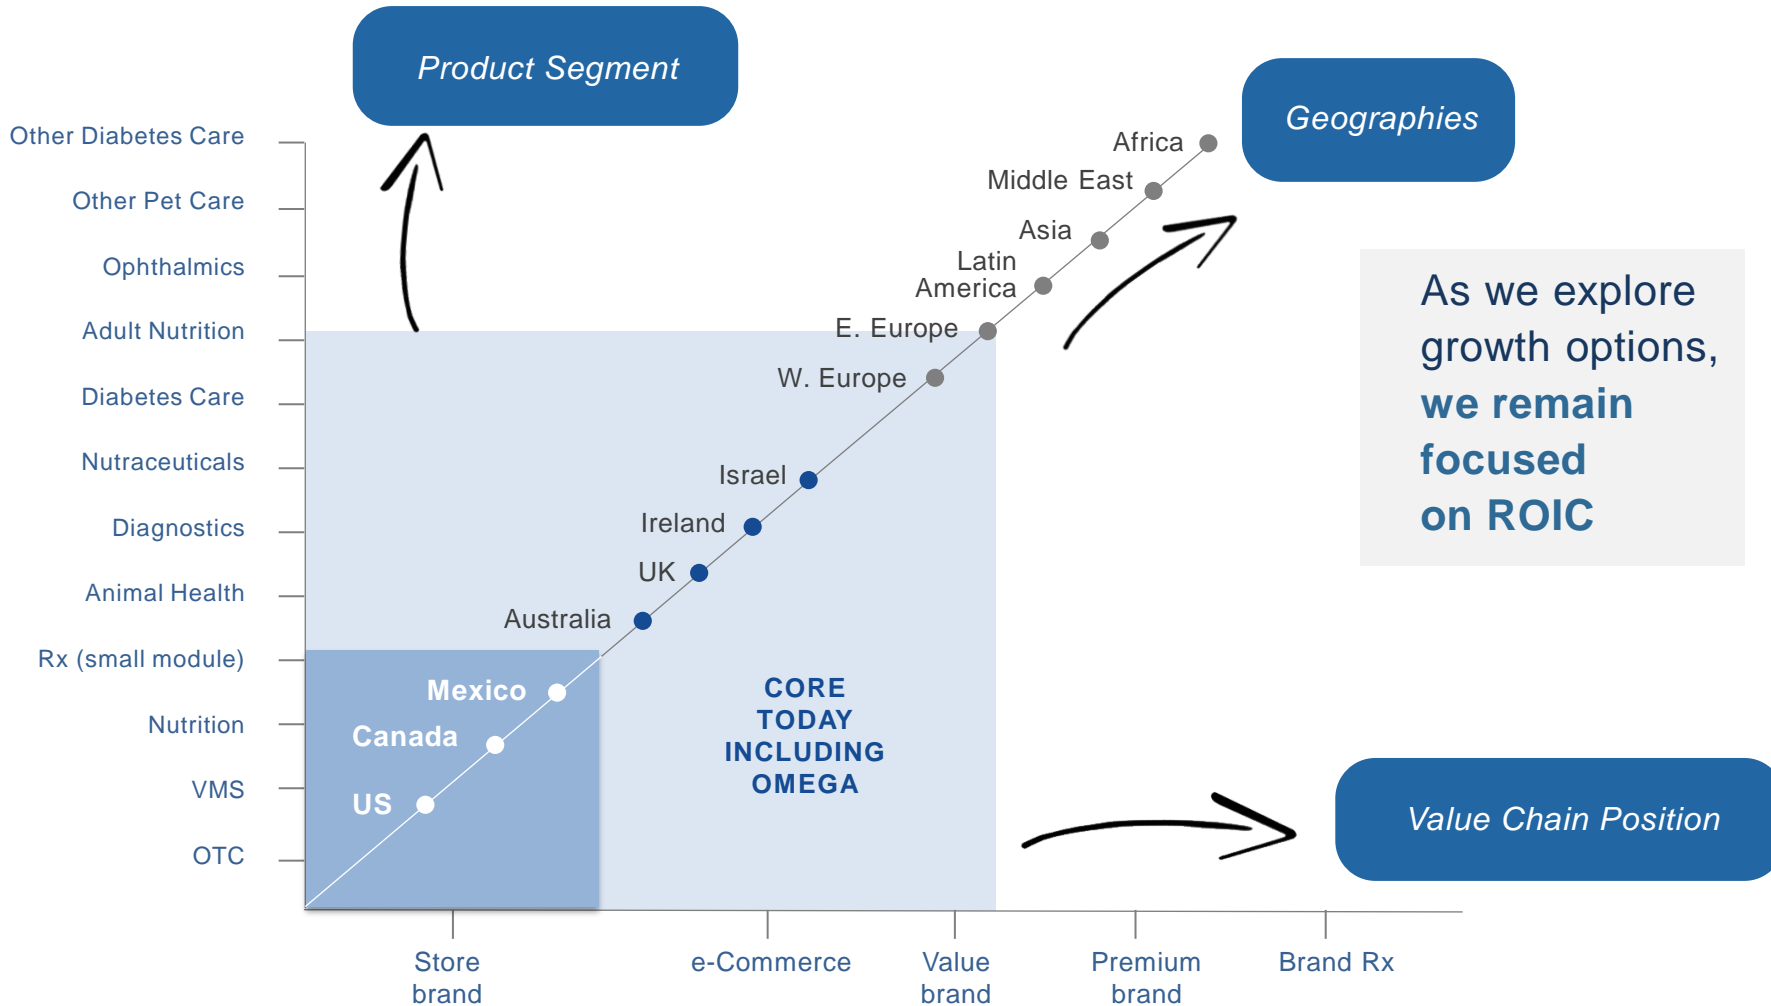 Product Segment
Geographies
Other Diabetes Care
Other Pet Care
Ophthalmics
Adult Nutrition
Diabetes Care
Nutraceuticals
Diagnostics
Animal Health
Rx (small module)
Nutrition
VMS
OTC
Africa
Middle East
Asia
Latin
America
E. Europe
W. Europe
Israel
Ireland
UK
Australia
Mexico
Canada
US
CORE
TODAY
INCLUDING
OMEGA
As we explore
growth options,
we remain
focused
on ROIC
Value Chain Position
Store
brand
e-Commerce
Value
brand
Premium
brand
Brand Rx